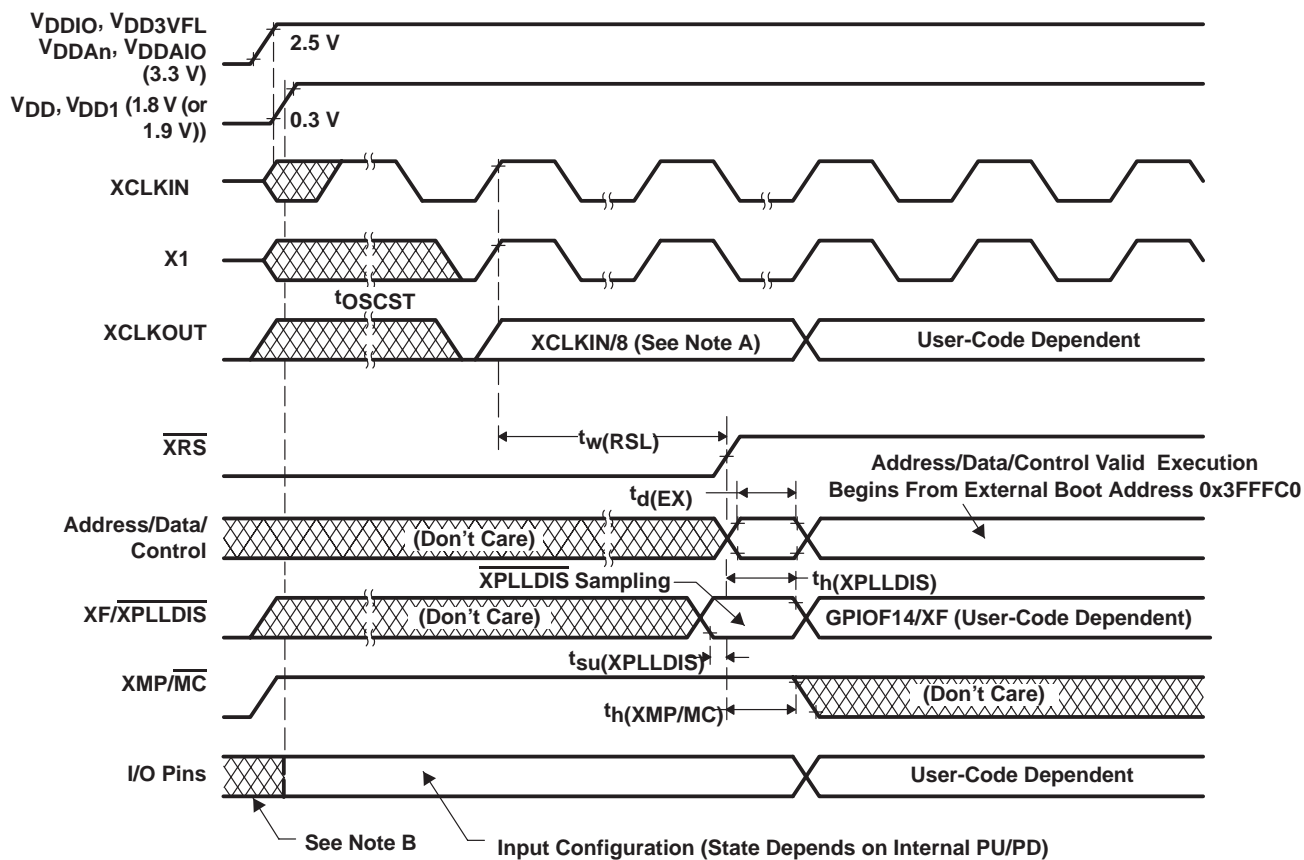 VDDIO, VDD3VFL
VDDAn, VDDAIO
(3.3 V)
2.5 V
VDD, VDD1 (1.8 V (or
1.9 V))
0.3 V
XCLKIN
X1
tOSCST
XCLKOUT
XCLKIN/8 (See Note A)
User-Code Dependent
XRS
tw(RSL)
Address/Data/Control Valid Execution
Begins From External Boot Address 0x3FFFC0
td(EX)
Address/Data/
Control
(Don't Care)
XPLLDIS Sampling
th(XPLLDIS)
XF/XPLLDIS
(Don't Care)
GPIOF14/XF (User-Code Dependent)
tsu(XPLLDIS)
XMP/MC
(Don't Care)
th(XMP/MC)
I/O Pins
User-Code Dependent
See Note B
Input Configuration (State Depends on Internal PU/PD)